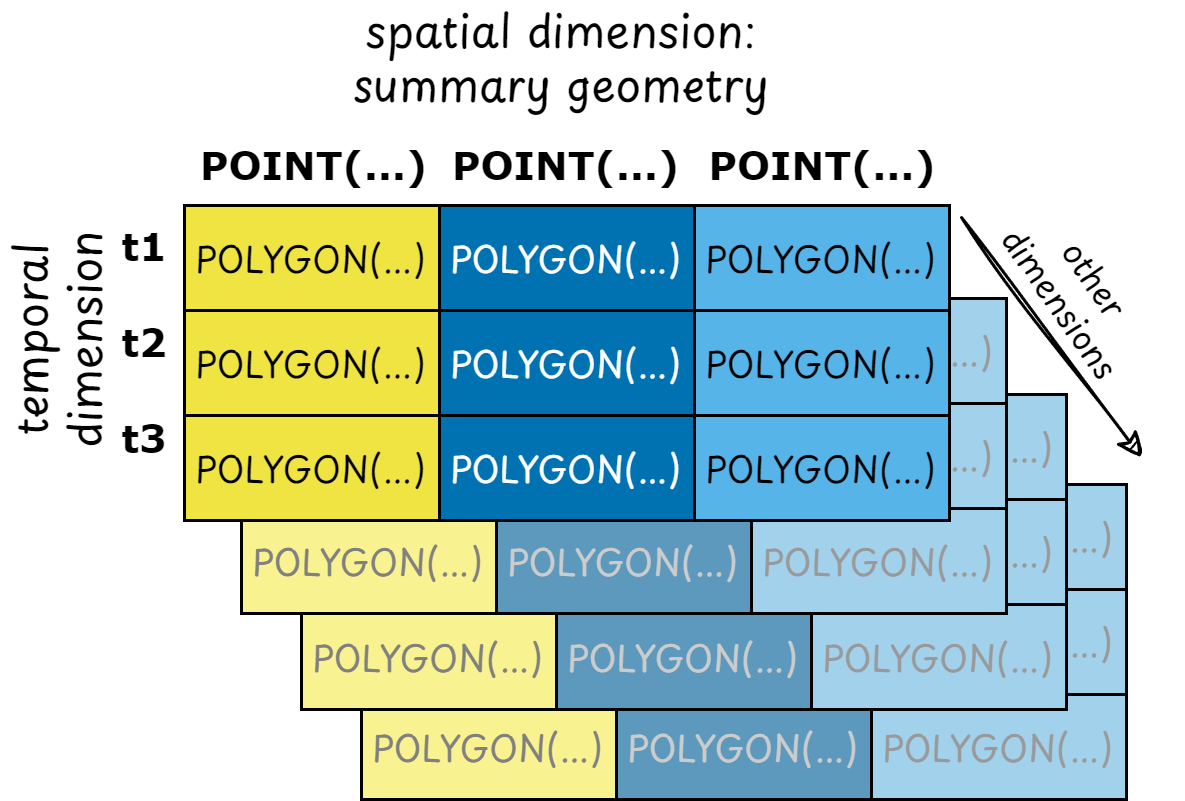 spatial dimension:
summary geometry
POINT(...) POINT(...) POINT(...)
temporal
dimension
other
dimensions
t1 POLYGON(...) POLYGON(...) POLYGON(...)
t2 POLYGON(...) POLYGON(...) POLYGON(...)
...)
t3 POLYGON(...) POLYGON(...) POLYGON(...)
...) ...)
POLYGON(...) POLYGON(...) POLYGON(...) ...) ...)
POLYGON(...) POLYGON(...) POLYGON(...) ...)
POLYGON(...) POLYGON(...) POLYGON(...)